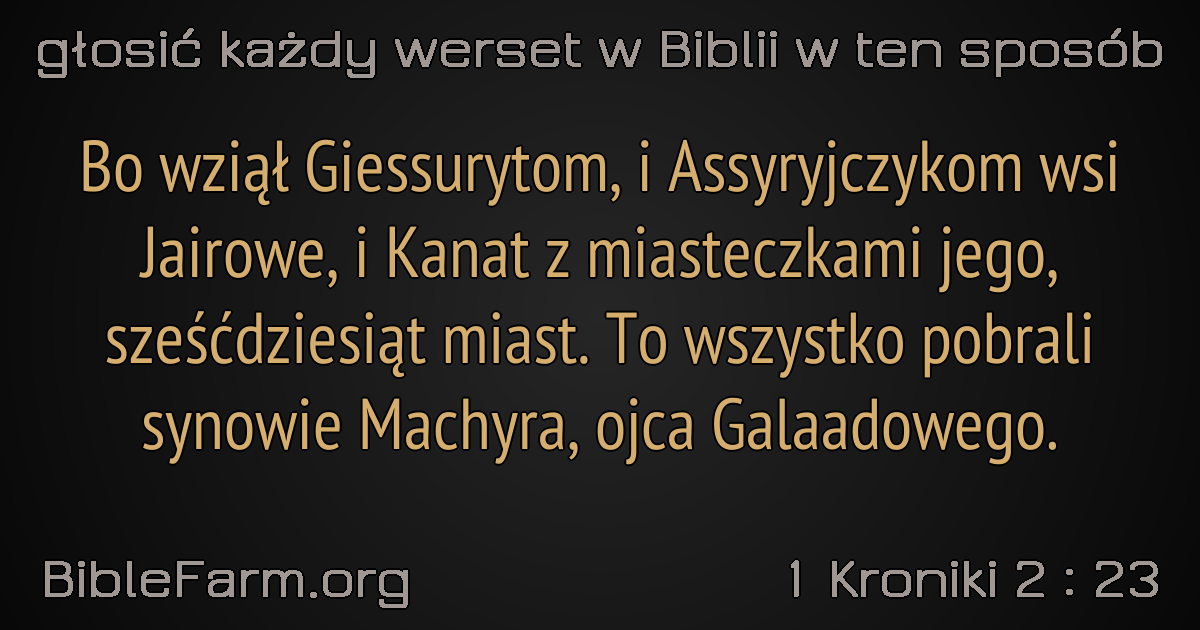 głosić każdy werset w Biblii w ten sposób
Bo wziął Giessurytom, i Assyryjczykom wsi
Jairowe, i Kanat z miasteczkami jego,
sześćdziesiąt miast. To wszystko pobrali
synowie Machyra, ojca Galaadowego.
BibleFarm.org
1 Kroniki 2 : 23